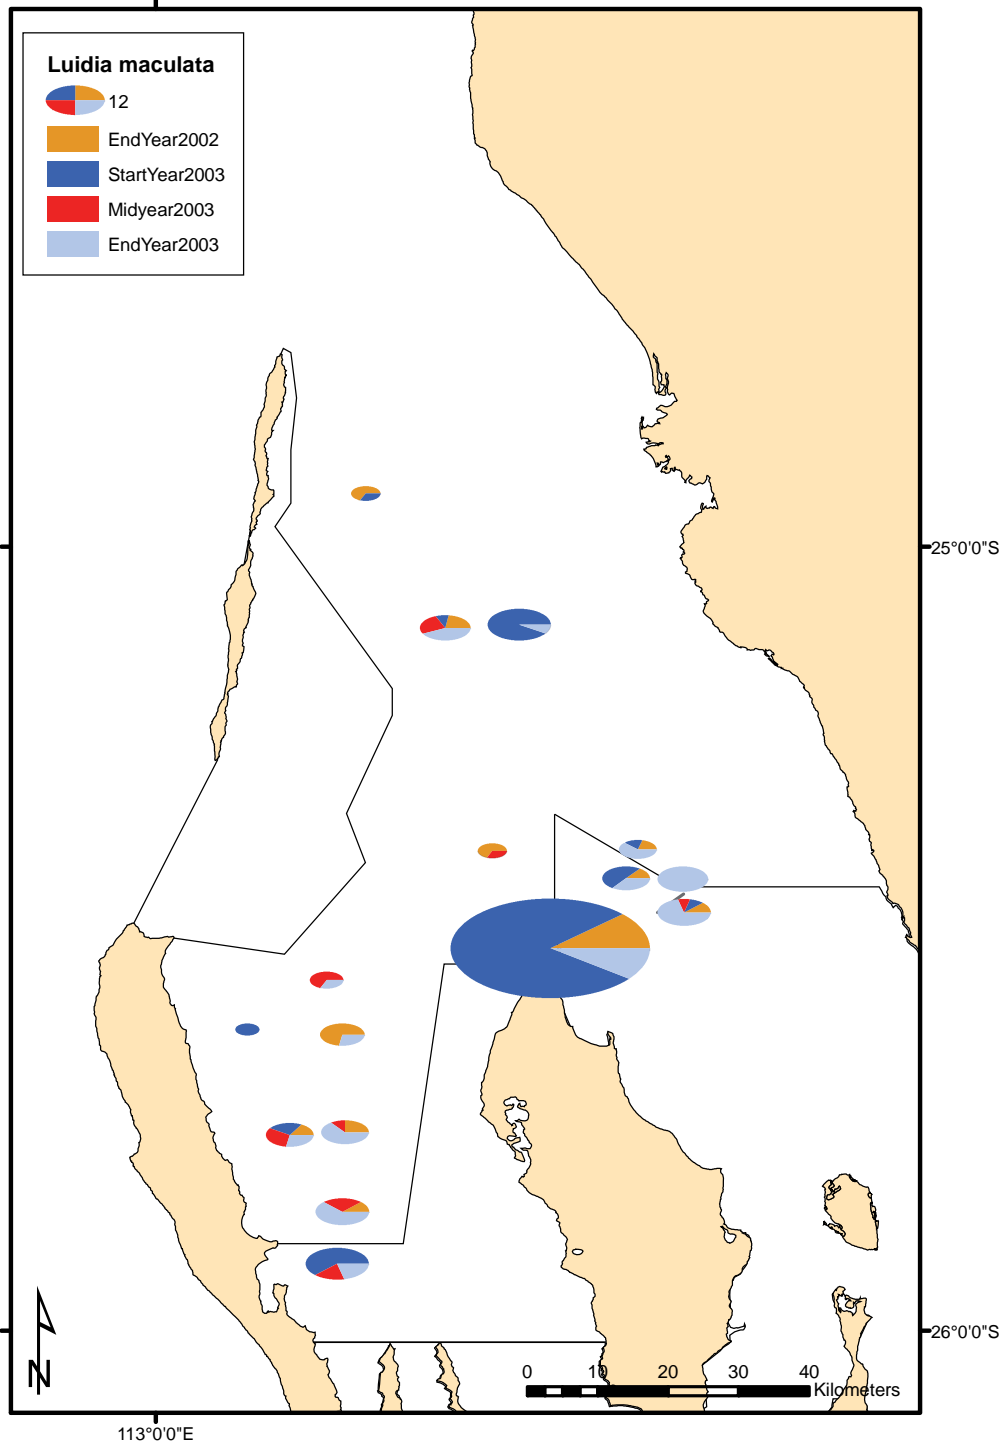 Luidia maculata
12
EndYear2002
StartYear2003
Midyear2003
EndYear2003
25°0'0"S
26°0'0"S
N
0 10 20 30 40
Kilometers
113°0'0"E